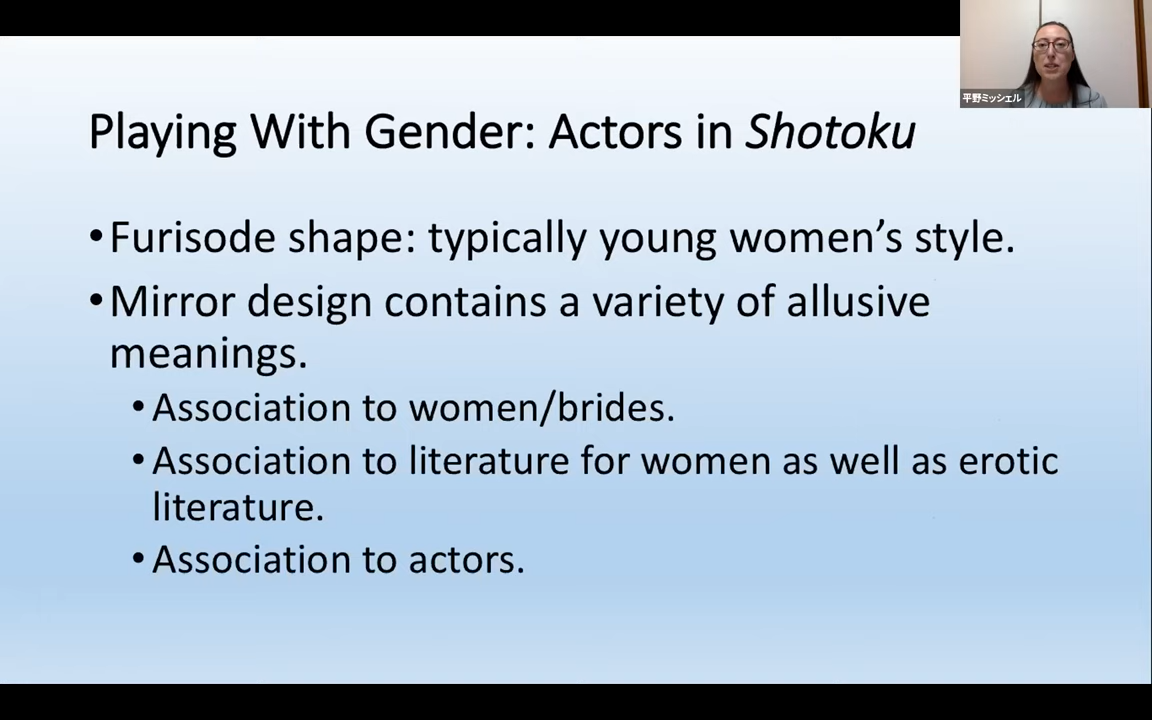 平野ミッシェル
Playing With Gender: Actors in Shotoku
•Furisode shape: typically young women’s style.
•Mirror design contains a variety of allusive
meanings.
•Association to women/brides.
•Association to literature for women as well as erotic
literature.
•Association to actors.